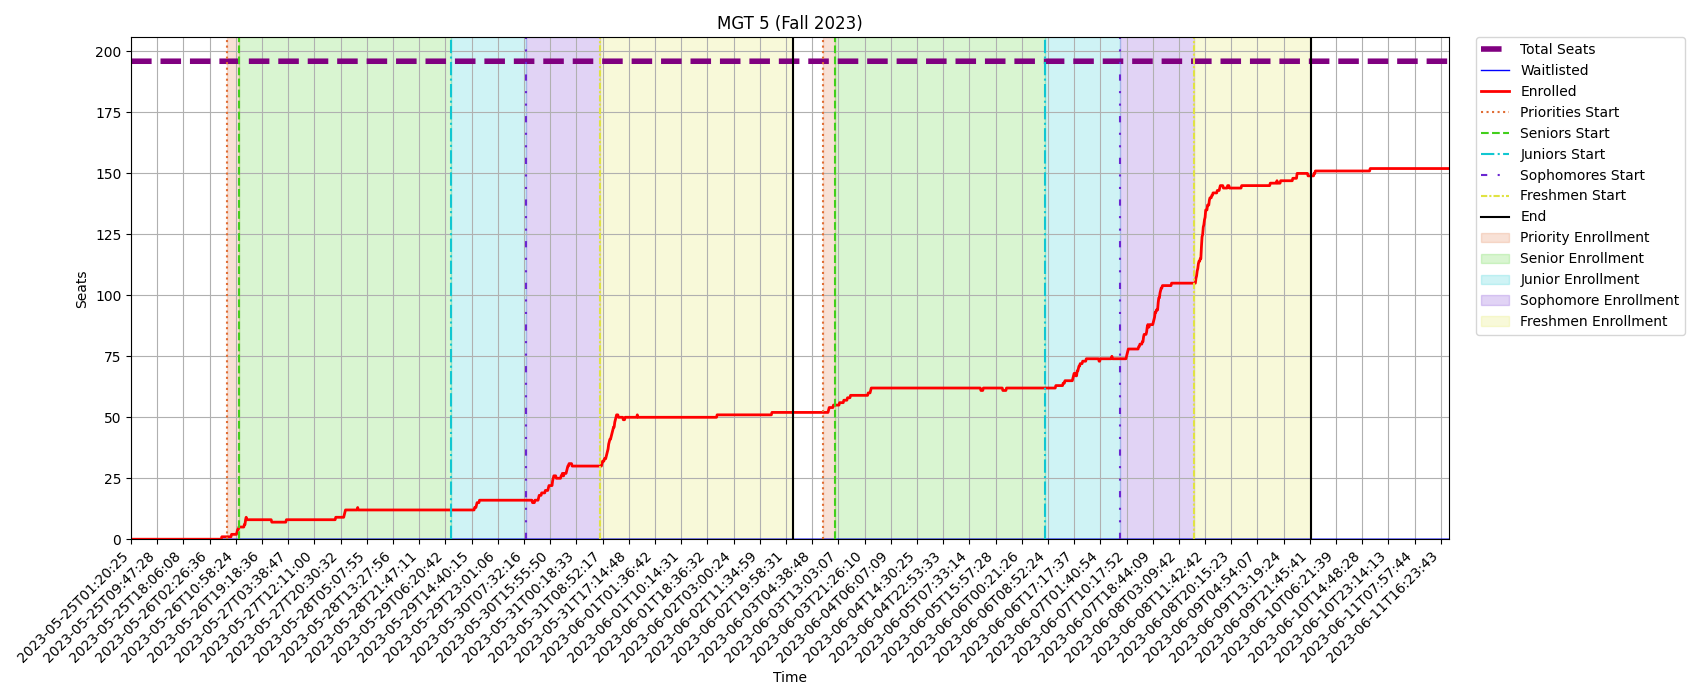 MGT 5 (Fall 2023)
Seats
200
175
150
125
100
75
50
25
0
2023-05-25T01:20:25
2023-05-25T09:47:28
2023-05-25T18:06:08
2023-05-26T02:26:36
2023-05-26T10:58:24
2023-05-26T19:18:36
2023-05-27T03:38:47
2023-05-27T12:11:00
2023-05-27T20:30:32
2023-05-28T05:07:55
2023-05-28T13:27:56
2023-05-28T21:47:11
2023-05-29T06:20:42
2023-05-29T14:40:15
2023-05-29T23:01:06
2023-05-30T07:32:16
2023-05-30T15:55:50
2023-05-31T00:18:33
2023-05-31T08:52:17
2023-05-31T17:14:48
2023-06-01T01:36:42
2023-06-01T10:14:31
2023-06-01T18:36:32
2023-06-02T03:00:24
2023-06-02T11:34:59
2023-06-02T19:58:31
2023-06-03T04:38:48
2023-06-03T13:03:07
2023-06-03T21:26:10
2023-06-04T06:07:09
2023-06-04T14:30:25
2023-06-04T22:53:33
2023-06-05T07:33:14
2023-06-05T15:57:28
2023-06-06T00:21:26
2023-06-06T08:52:24
2023-06-06T17:17:37
2023-06-07T01:40:54
2023-06-07T10:17:52
2023-06-07T18:44:09
2023-06-08T03:09:42
2023-06-08T11:42:42
2023-06-08T20:15:23
2023-06-09T04:54:07
2023-06-09T13:19:24
2023-06-09T21:45:41
2023-06-10T06:21:39
2023-06-10T14:48:28
2023-06-10T23:14:13
2023-06-11T07:57:44
2023-06-11T16:23:43
Time
Total Seats
Waitlisted
Enrolled
Priorities Start
Seniors Start
Juniors Start
Sophomores Start
Freshmen Start
End
Priority Enrollment
Senior Enrollment
Junior Enrollment
Sophomore Enrollment
Freshmen Enrollment